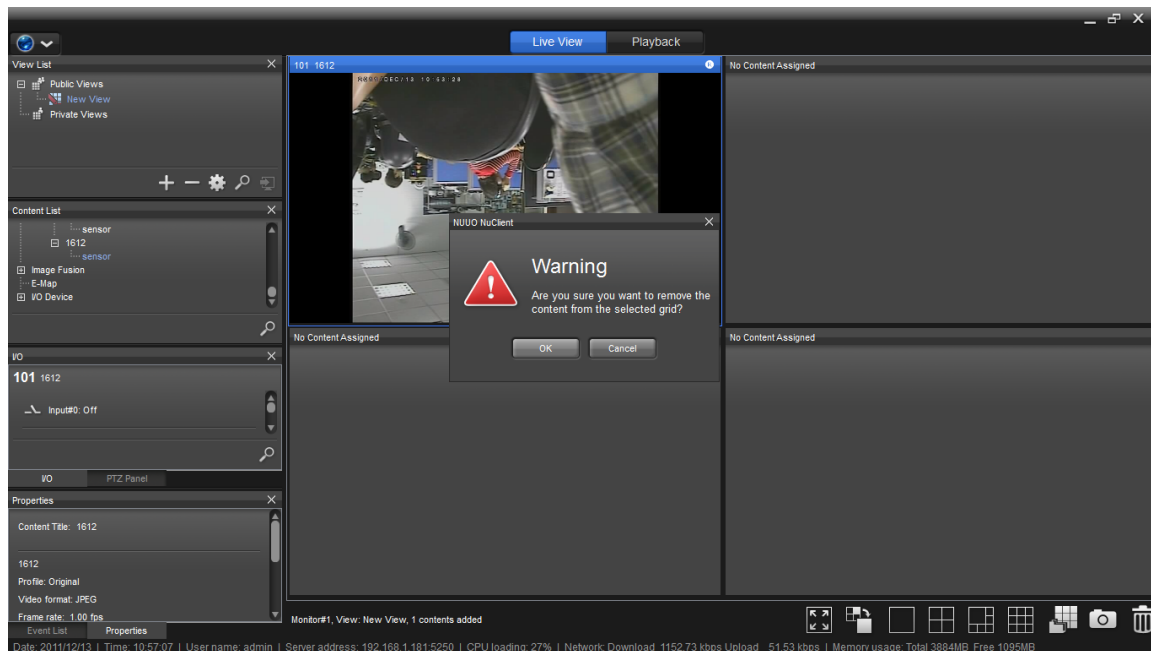 Live View
Playback
View List
Public Views
New View
Private Views
Content List
sensor
1612
sensor
Image Fusion
E-Map
I/O Device
I/O
101 1612
Input#0: Off
I/O
PTZ Panel
Properties
Content Title: 1612
1612
Profile: Original
Video format: JPEG
Frame rate: 1.00 fps
Event List
Properties
101 1612
DEC/13 10:53:28
No Content Assigned
NUUO NuClient
Warning
Are you sure you want to remove the
content from the selected grid?
OK
Cancel
No Content Assigned
No Content Assigned
Monitor#1, View: New View, 1 contents added
Date: 2011/12/13 | Time: 10:57:07 | User name: admin | Server address: 192.168.1.181:5250 | CPU loading: 27% | Network: Download 1152.73 kbps Upload 51.53 kbps | Memory usage: Total 3884MB Free 1095MB